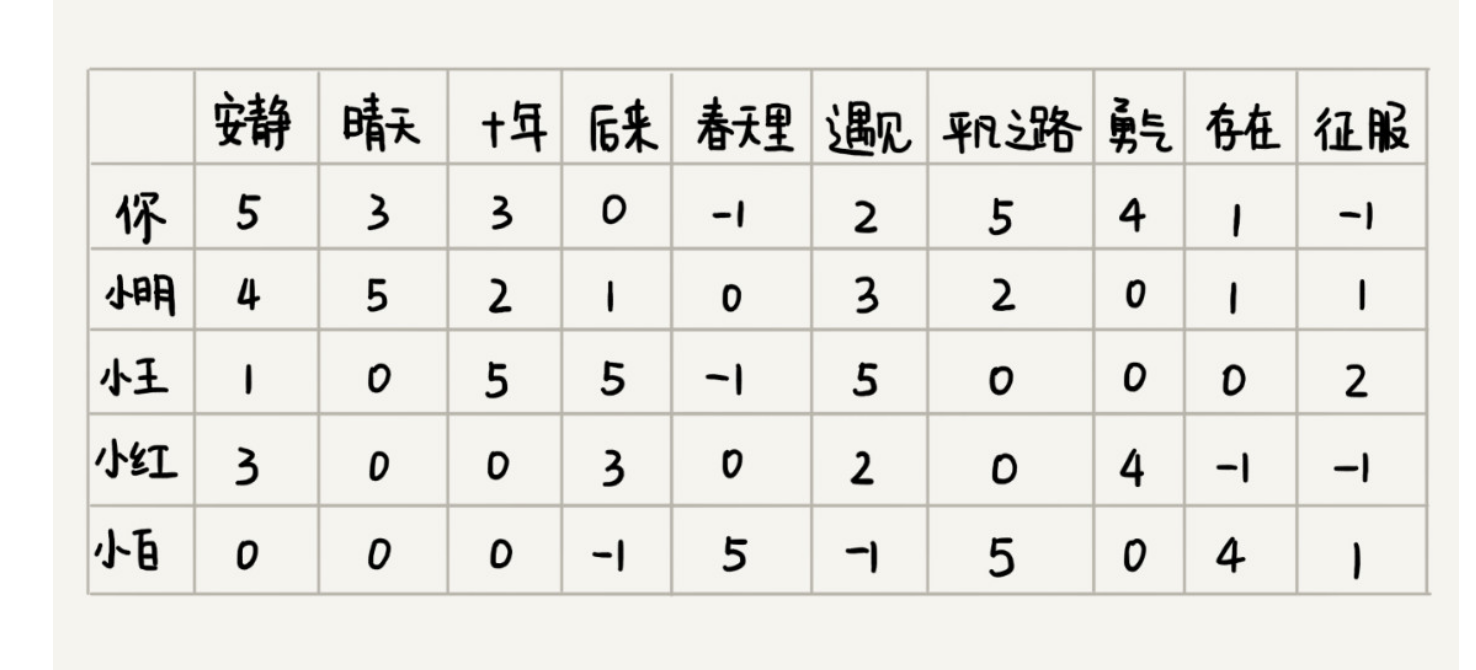 安静 晴天 十年 后来 春天里 遇见 平凡之路 勇气 存在 征服
你 5 3 3 0 -1 2 5 4 1 -1
小明 4 5 2 1 0 3 2 0 1 1
小王 1 0 5 5 -1 5 0 0 0 2
小红 3 0 0 3 0 2 0 4 -1 -1
小白 0 0 0 -1 5 -1 5 0 4 1